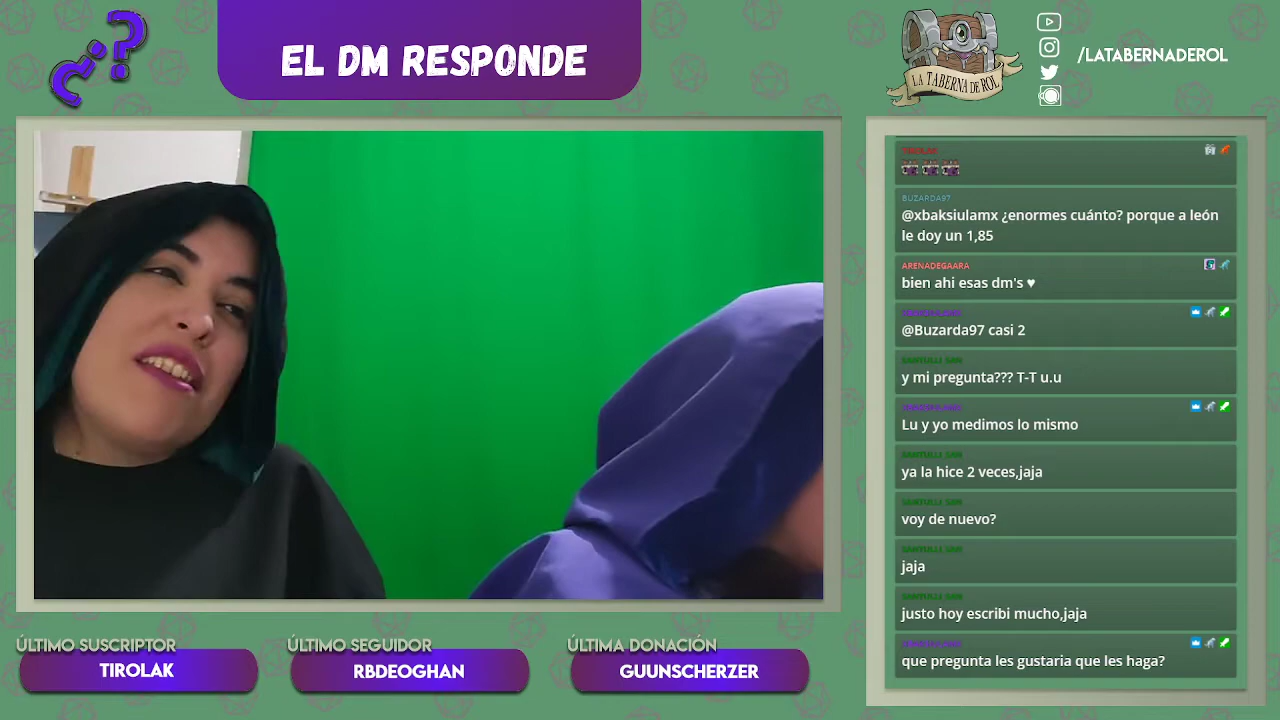 ¿?
EL DM RESPONDE
LA TABERNA DE ROL
/LATABERNADEROL
TIROLAK
BUZARDA97
@xbaksiulamx ¿enormes cuánto? porque a león
le doy un 1,85
ARENADEGAARA
bien ahi esas dm's ♥
@Buzarda97 casi 2
y mi pregunta??? T-T u.u
Lu y yo medimos lo mismo
ya la hice 2 veces,jaja
voy de nuevo?
jaja
justo hoy escribi mucho,jaja
que pregunta les gustaria que les haga?
ÚLTIMO SUSCRIPTOR
TIROLAK
ÚLTIMO SEGUIDOR
RBDEOGHAN
ÚLTIMA DONACIÓN
GUUNSCHERZER